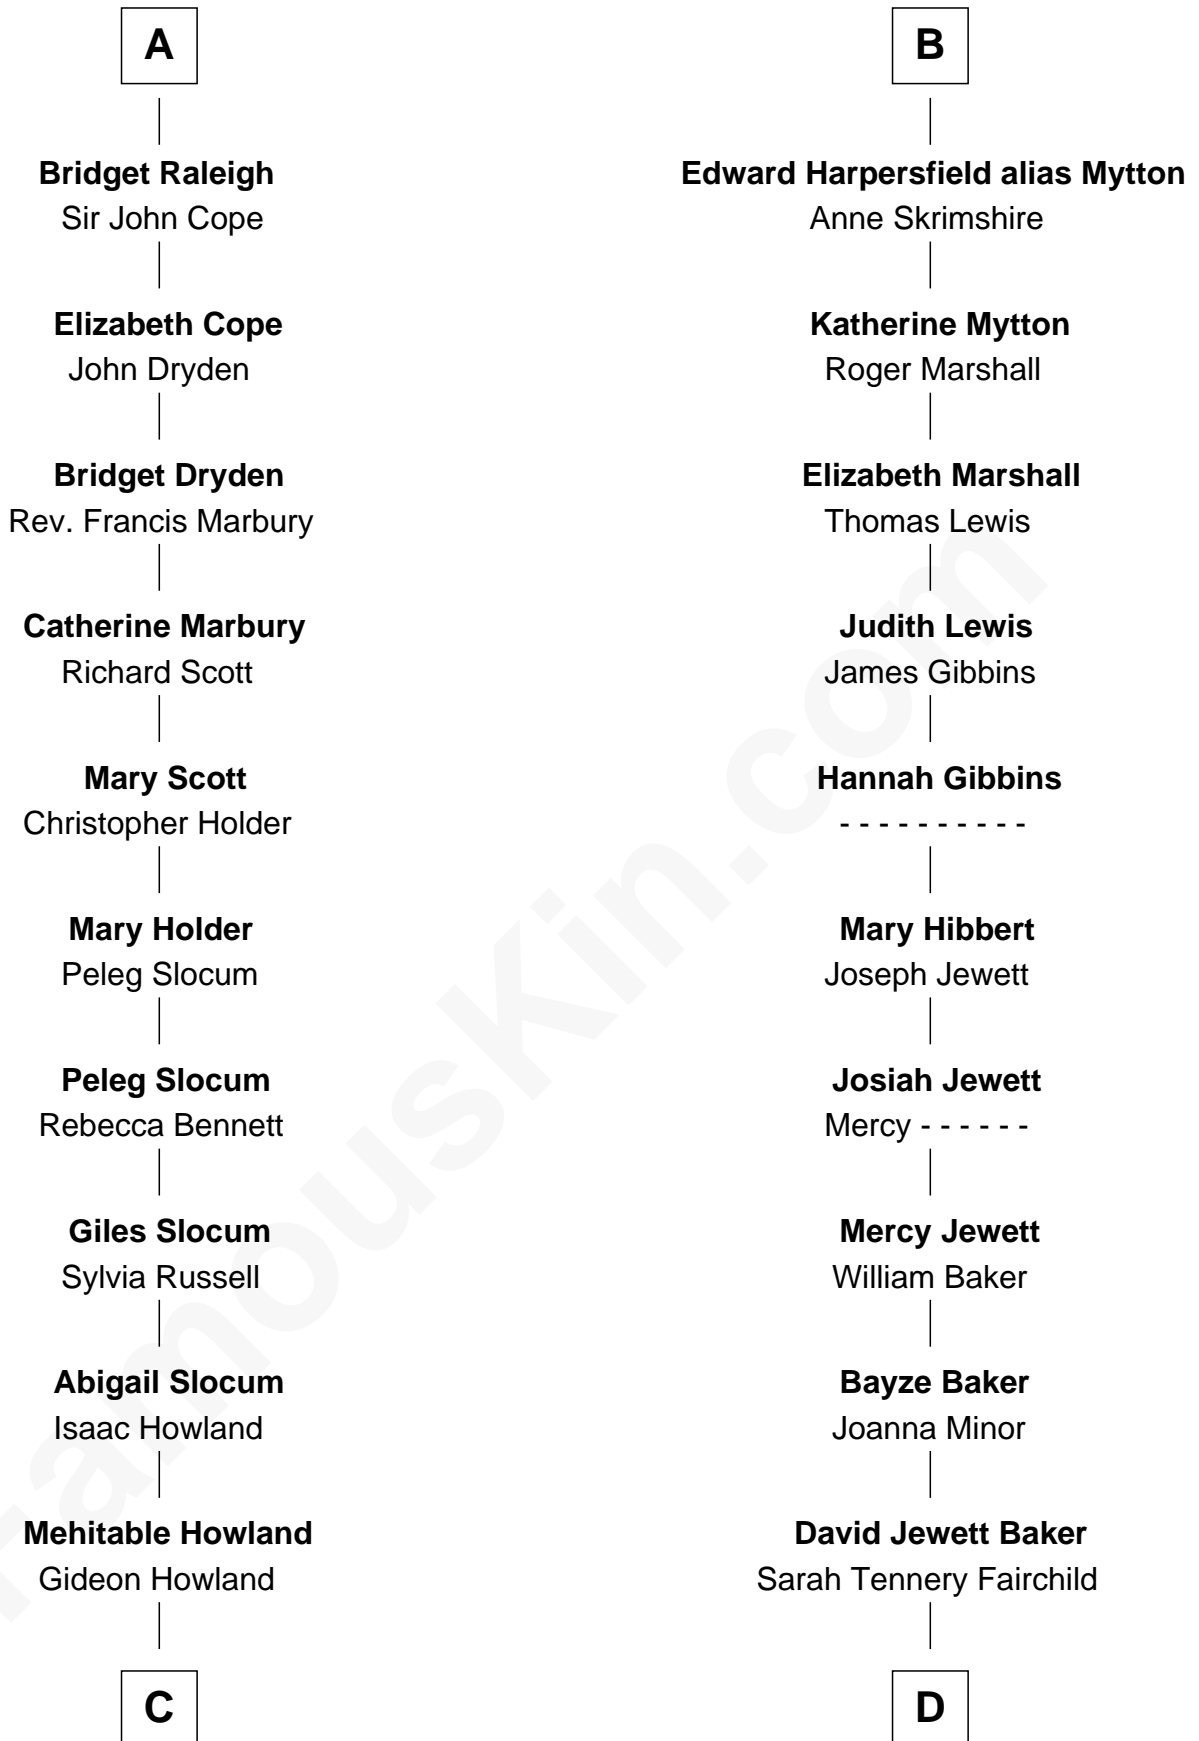 A
Bridget Raleigh
Sir John Cope
Elizabeth Cope
John Dryden
Bridget Dryden
Rev. Francis Marbury
Catherine Marbury
Richard Scott
Mary Scott
Christopher Holder
Mary Holder
Peleg Slocum
Peleg Slocum
Rebecca Bennett
Giles Slocum
Sylvia Russell
Abigail Slocum
Isaac Howland
Mehitable Howland
Gideon Howland
C
B
Edward Harpersfield alias Mytton
Anne Skrimshire
Katherine Mytton
Roger Marshall
Elizabeth Marshall
Thomas Lewis
Judith Lewis
James Gibbins
Hannah Gibbins
- - - - - - - - - -
Mary Hibbert
Joseph Jewett
Josiah Jewett
Mercy - - - - - -
Mercy Jewett
William Baker
Bayze Baker
Joanna Minor
David Jewett Baker
Sarah Tennery Fairchild
D
FamousKin.com